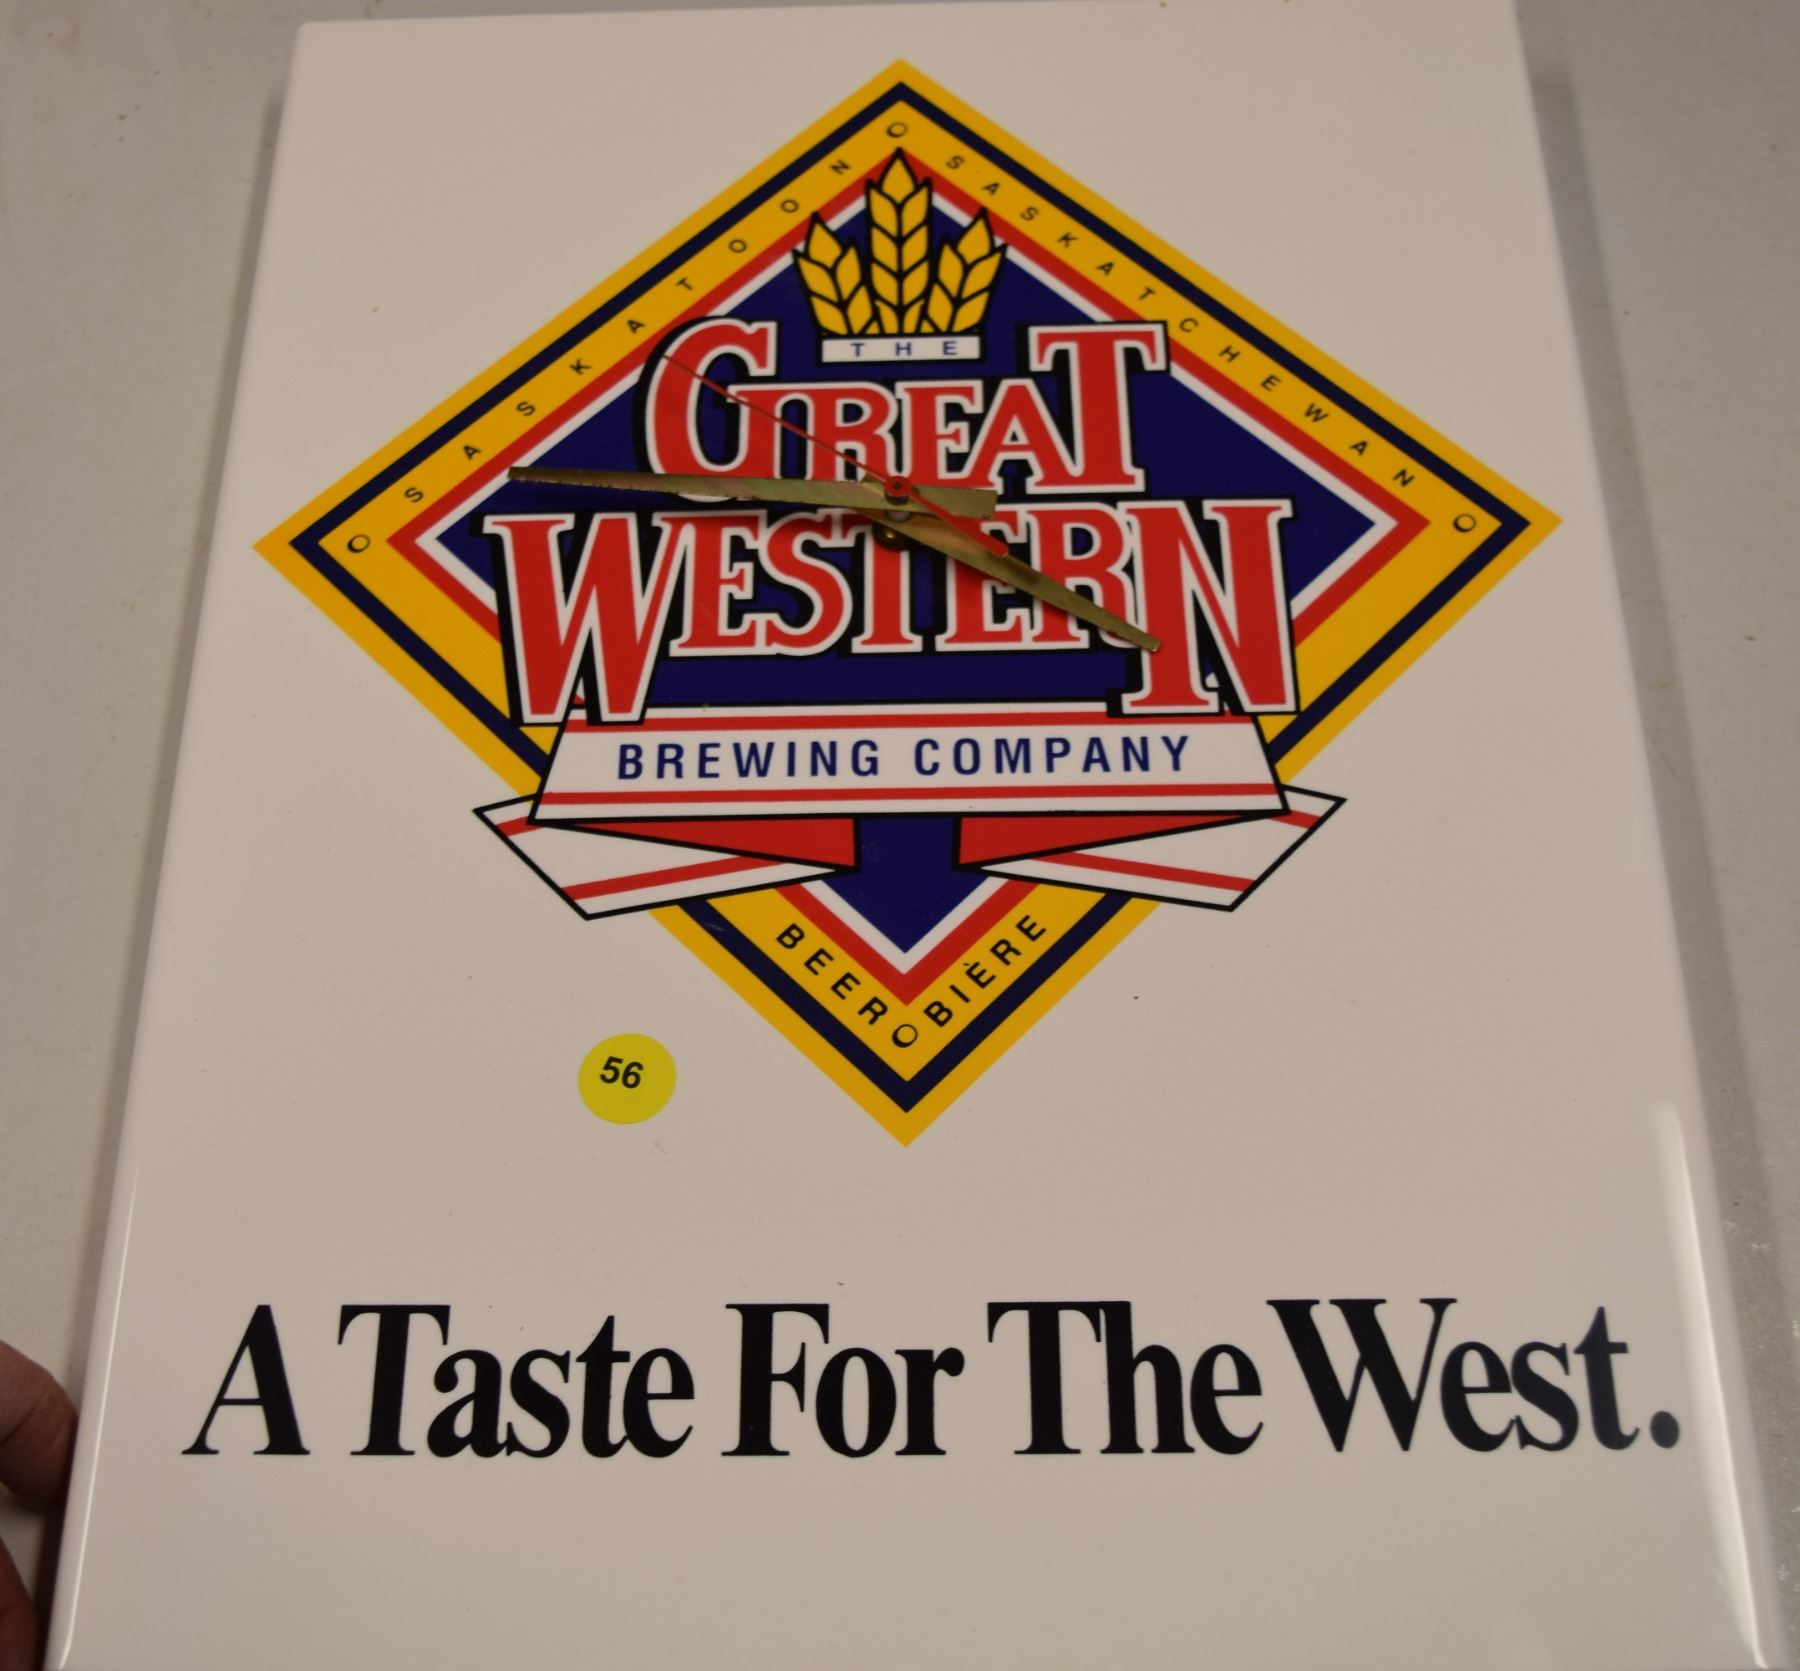 SASKATOON
SASKATCHEWAN
THE
GREAT
WESTERN
BREWING COMPANY
BEER
BIÈRE
56
A Taste For The West.